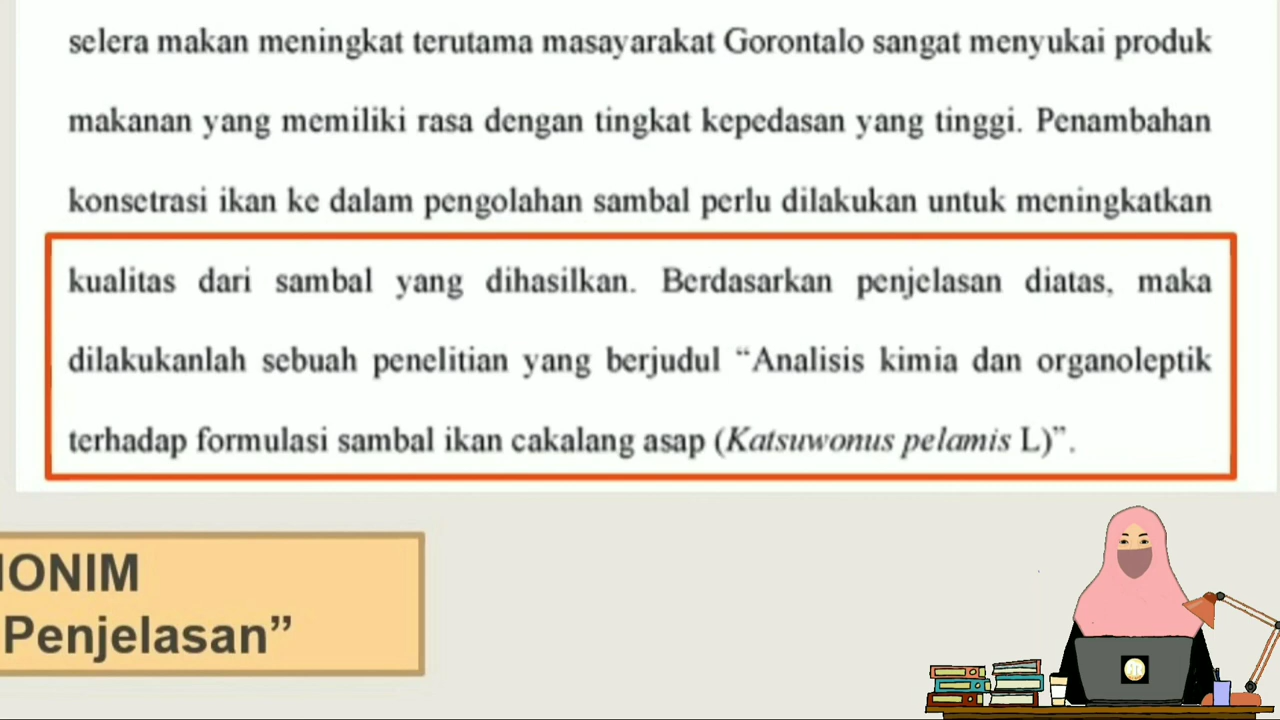 selera makan meningkat terutama masayarakat Gorontalo sangat menyukai produk
makanan yang memiliki rasa dengan tingkat kepedasan yang tinggi. Penambahan
konsetrasi ikan ke dalam pengolahan sambal perlu dilakukan untuk meningkatkan
kualitas dari sambal yang dihasilkan. Berdasarkan penjelasan diatas, maka
dilakukanlah sebuah penelitian yang berjudul “Analisis kimia dan organoleptik
terhadap formulasi sambal ikan cakalang asap (Katsuwonus pelamis L)”.
Penjelasan”